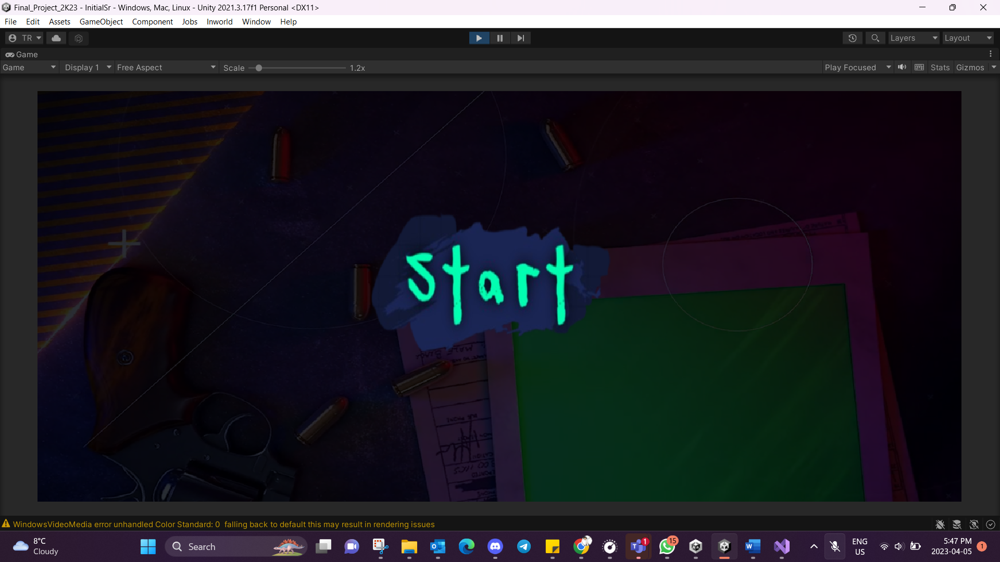 Final_Project_2K23 - InitialSr - Windows, Mac, Linux - Unity 2021.3.17f1 Personal <DX11>
File Edit Assets GameObject Component Jobs Inworld Window Help
TR Layers Layout
Game
Game Display 1 Free Aspect Scale 1.2x Play Focused Stats Gizmos
Start
WindowsVideoMedia error unhandled Color Standard: 0 falling back to default this may result in rendering issues
8°C
Cloudy
Search
1
15
ENG
US
5:47 PM
2023-04-05
1